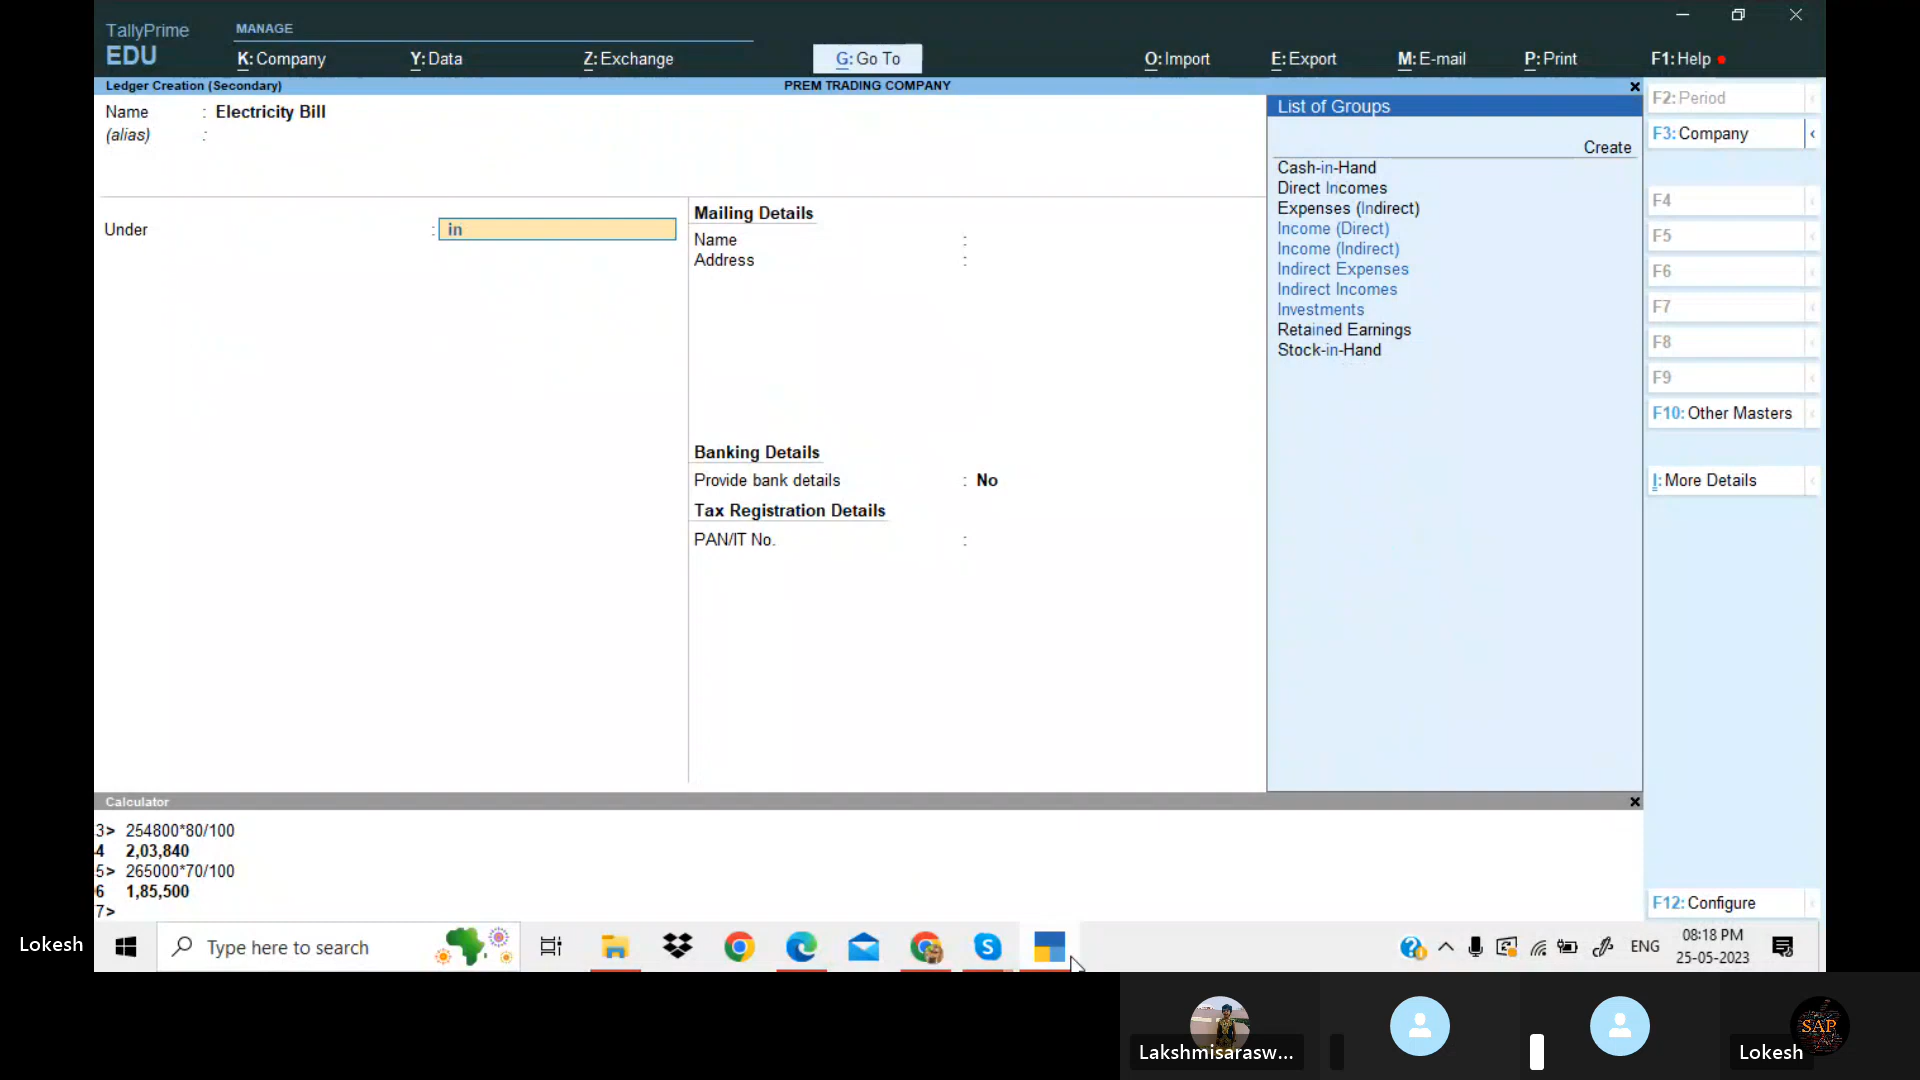 TallyPrime
EDU
MANAGE
K: Company
Y: Data
Z: Exchange
G: Go To
O: Import
E: Export
M: E-mail
P: Print
F1: Help
Ledger Creation (Secondary)
PREM TRADING COMPANY
Name : Electricity Bill
(alias) :
Under : in
Mailing Details
Name :
Address :
Banking Details
Provide bank details : No
Tax Registration Details
PAN/IT No. :
List of Groups
Create
Cash-in-Hand
Direct Incomes
Expenses (Indirect)
Income (Direct)
Income (Indirect)
Indirect Expenses
Indirect Incomes
Investments
Retained Earnings
Stock-in-Hand
F2: Period
F3: Company
F4
F5
F6
F7
F8
F9
F10: Other Masters
I: More Details
F12: Configure
Calculator
3> 254800*80/100
4 2,03,840
5> 265000*70/100
6 1,85,500
7>
Lokesh
Type here to search
ENG
08:18 PM
25-05-2023
Lakshmisarasw...
SAP
Lokesh